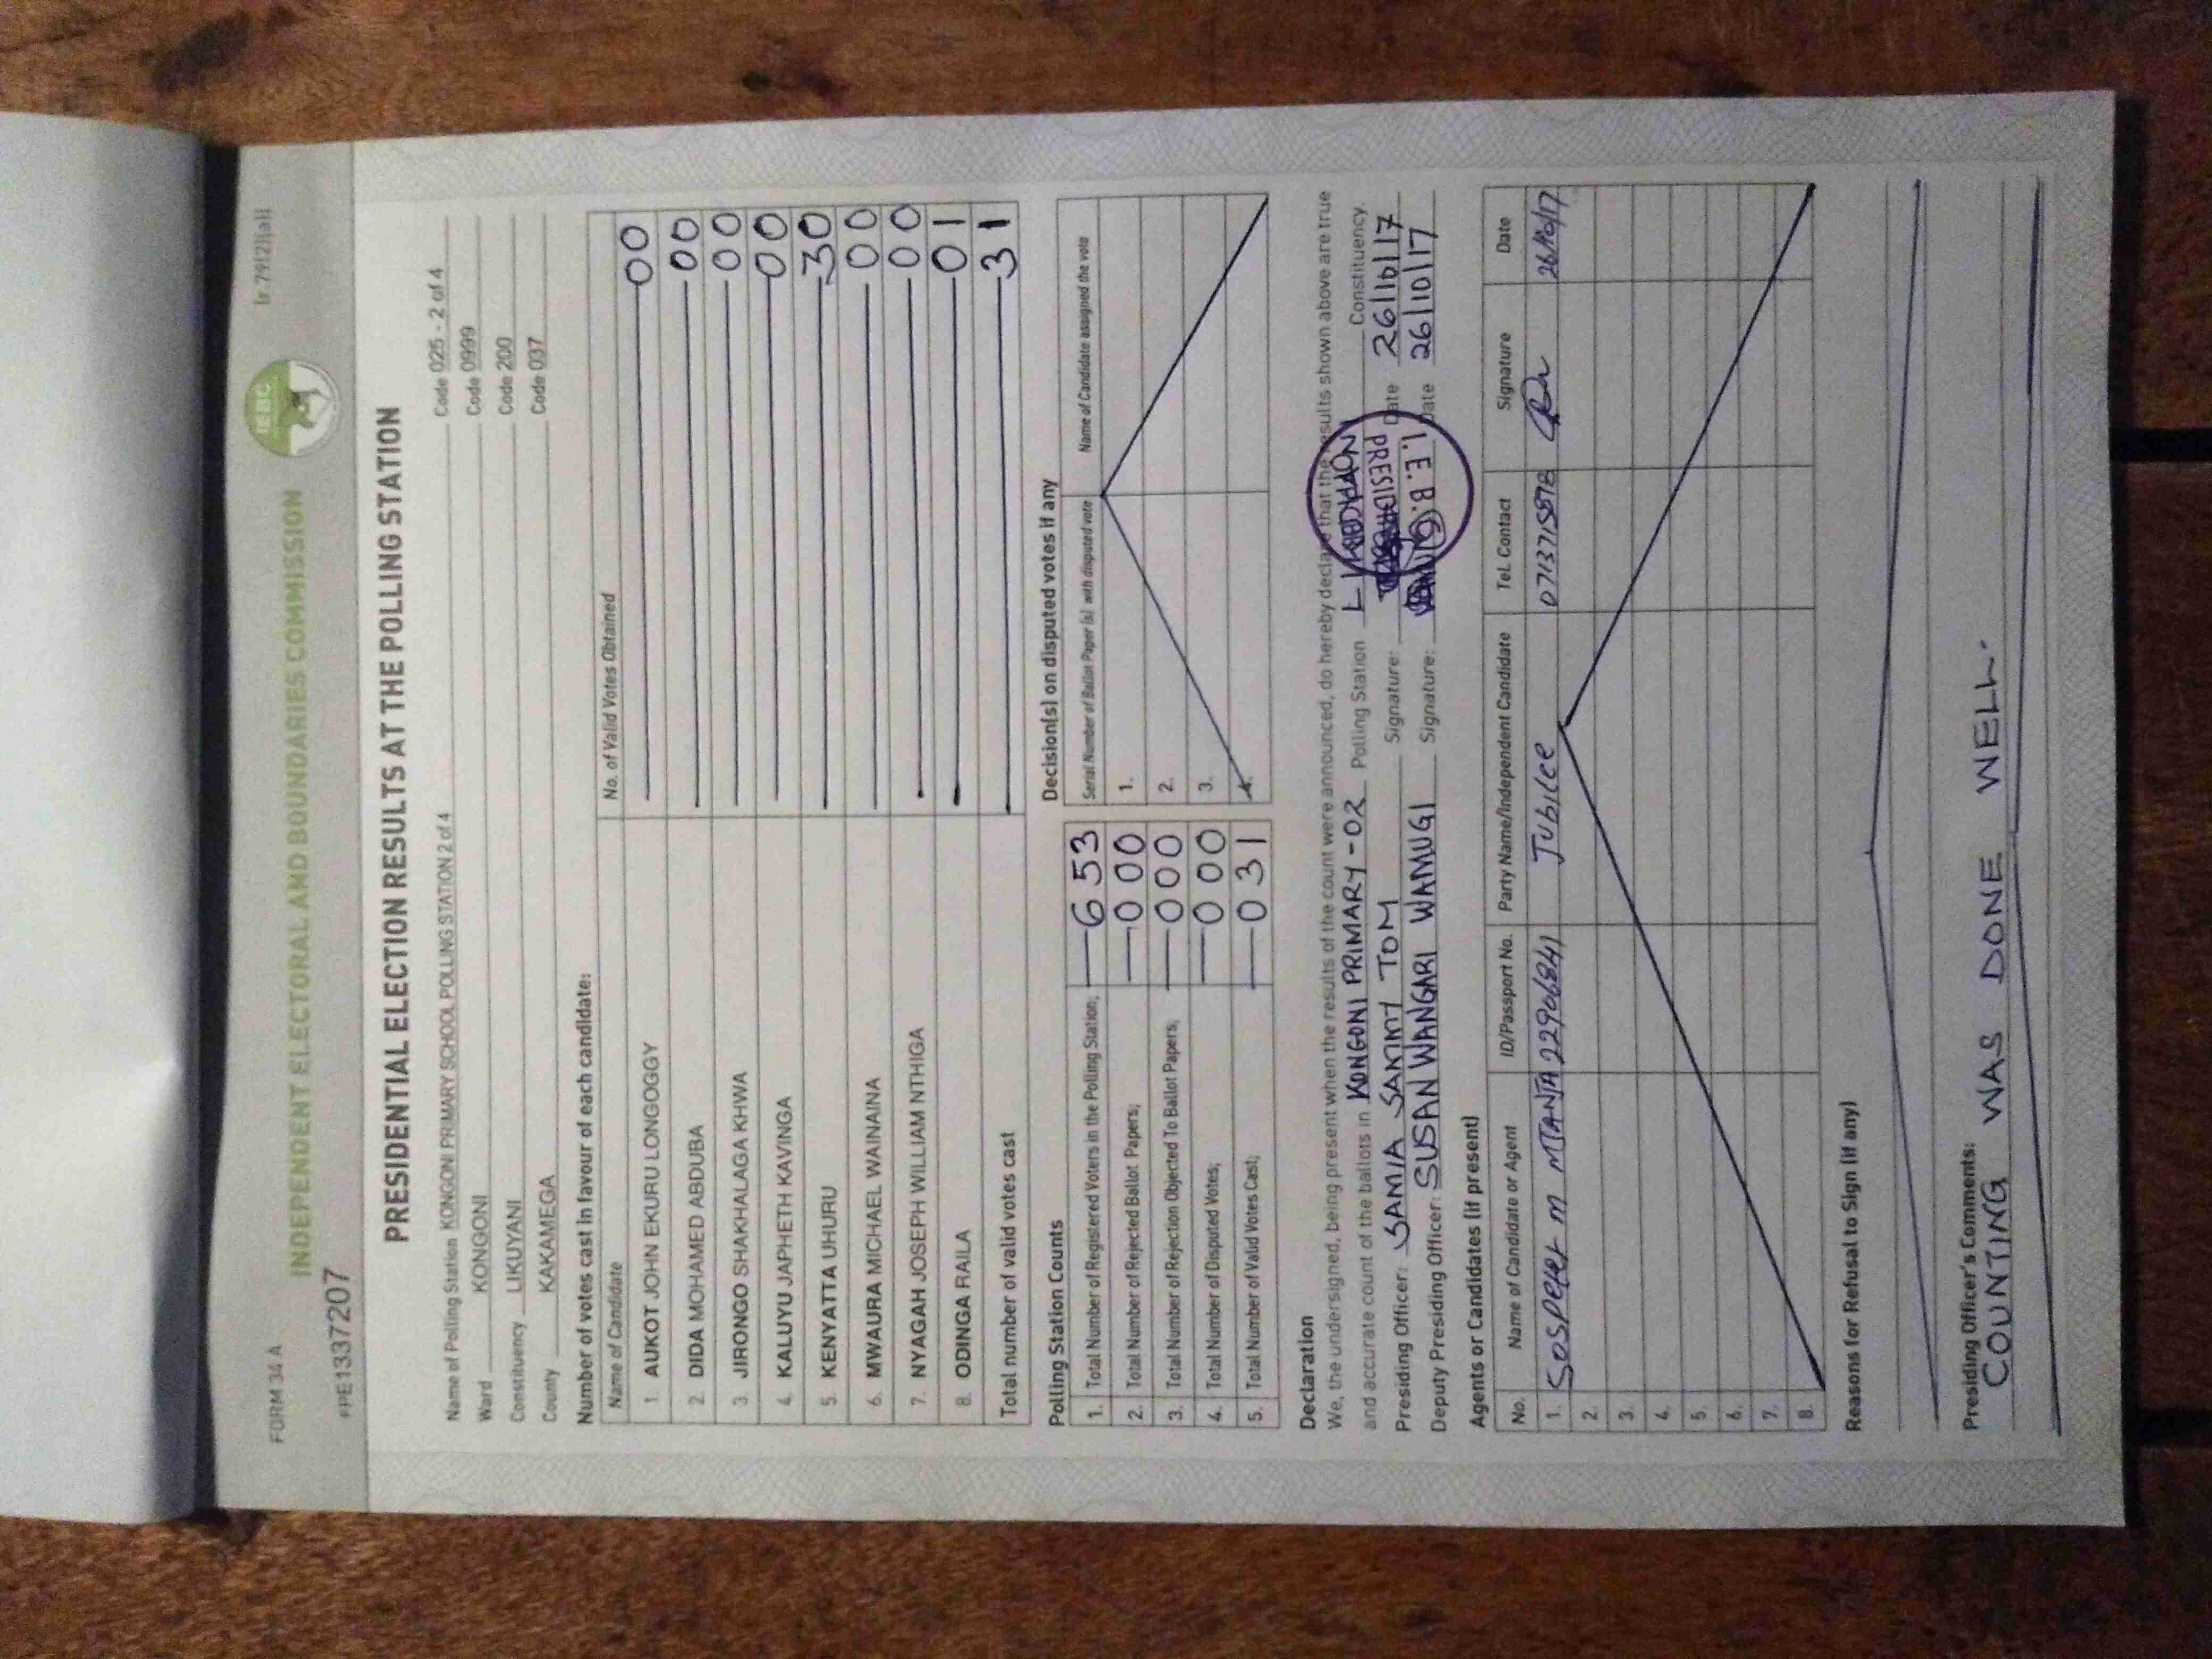 FORM 34 A
[r 79(2)(a)]
INDEPENDENT ELECTORAL AND BOUNDARIES COMMISSION
IEBC
PRE1337207
PRESIDENTIAL ELECTION RESULTS AT THE POLLING STATION
Name of Polling Station KONGONI PRIMARY SCHOOL POLLING STATION 2 of 4 Code 025 - 2 of 4
Ward KONGONI Code 0999
Constituency LIKUYANI Code 200
County KAKAMEGA Code 037
Number of votes cast in favour of each candidate:
Name of Candidate No. of Valid Votes Obtained
1. AUKOT JOHN EKURU LONGOGGY 00
2. DIDA MOHAMED ABDUBA 00
3. JIRONGO SHAKHALAGA KHWA 00
4. KALUYU JAPHETH KAVINGA 00
5. KENYATTA UHURU 30
6. MWAURA MICHAEL WAINAINA 00
7. NYAGAH JOSEPH WILLIAM NTHIGA 00
8. ODINGA RAILA 01
Total number of valid votes cast 31
Polling Station Counts
1. Total Number of Registered Voters in the Polling Station; 653
2. Total Number of Rejected Ballot Papers; 000
3. Total Number of Rejection Objected To Ballot Papers; 000
4. Total Number of Disputed Votes; 000
5. Total Number of Valid Votes Cast; 031
Decision(s) on disputed votes if any
Serial Number of Ballot Paper (s) with disputed vote Name of Candidate assigned the vote
1.
2.
3.
4.
Declaration
We, the undersigned, being present when the results of the count were announced, do hereby declare that the results shown above are true
and accurate count of the ballots in KONGONI PRIMARY - 02 Polling Station Constituency.
Presiding Officer: SAMIA TOM Signature: Date 26/10/17
Deputy Presiding Officer: SUSAN WANGARI WAMUGI Signature: Date 26/10/17
I.E.B.C.
Agents or Candidates (if present)
No. Name of Candidate or Agent ID/Passport No. Party Name/Independent Candidate Tel. Contact Signature Date
1. M 22906841 Jubilee 26/10/17
2.
3.
4.
5.
6.
7.
8.
Reasons for Refusal to Sign (if any)
Presiding Officer's Comments:
COUNTING WAS DONE WELL.